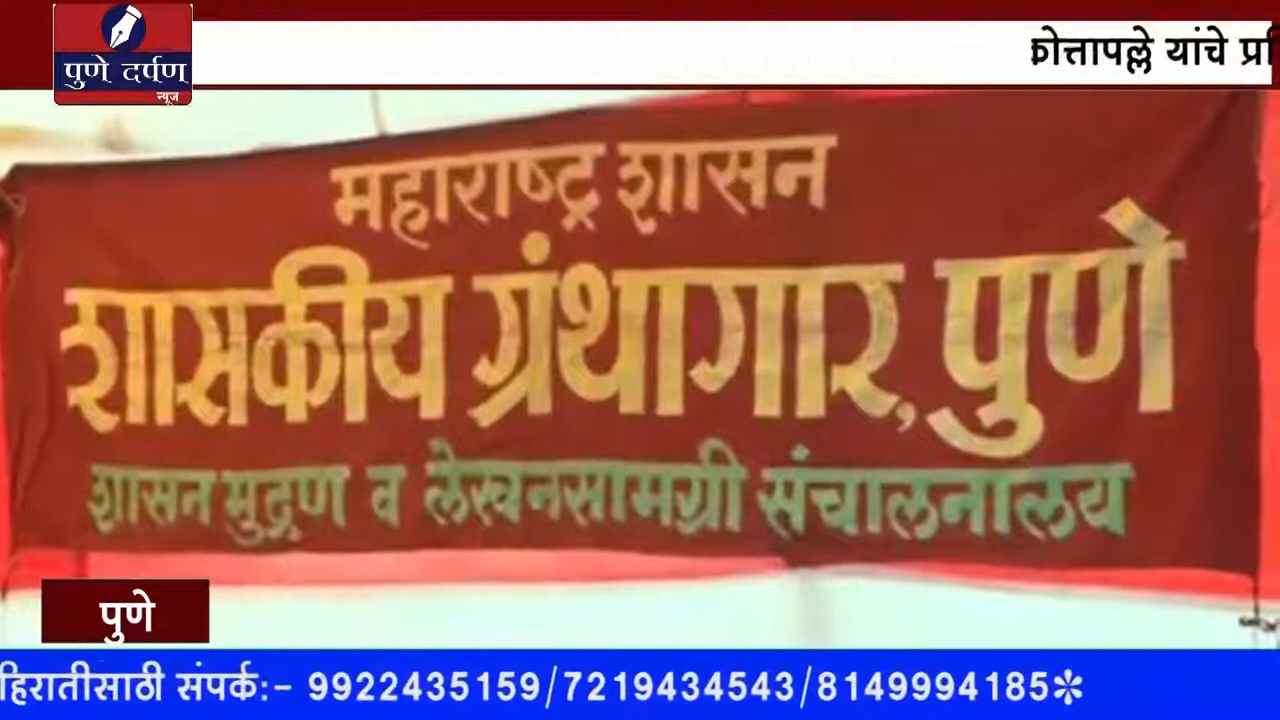 कोत्तापल्ले यांचे प्र
पुणे दर्पण
न्यूज
महाराष्ट्र शासन
शासकीय ग्रंथागार, पुणे
शासन मुद्रण व लेखनसामग्री संचालनालय
पुणे
हिरातीसाठी संपर्क:- 9922435159/7219434543/8149994185*